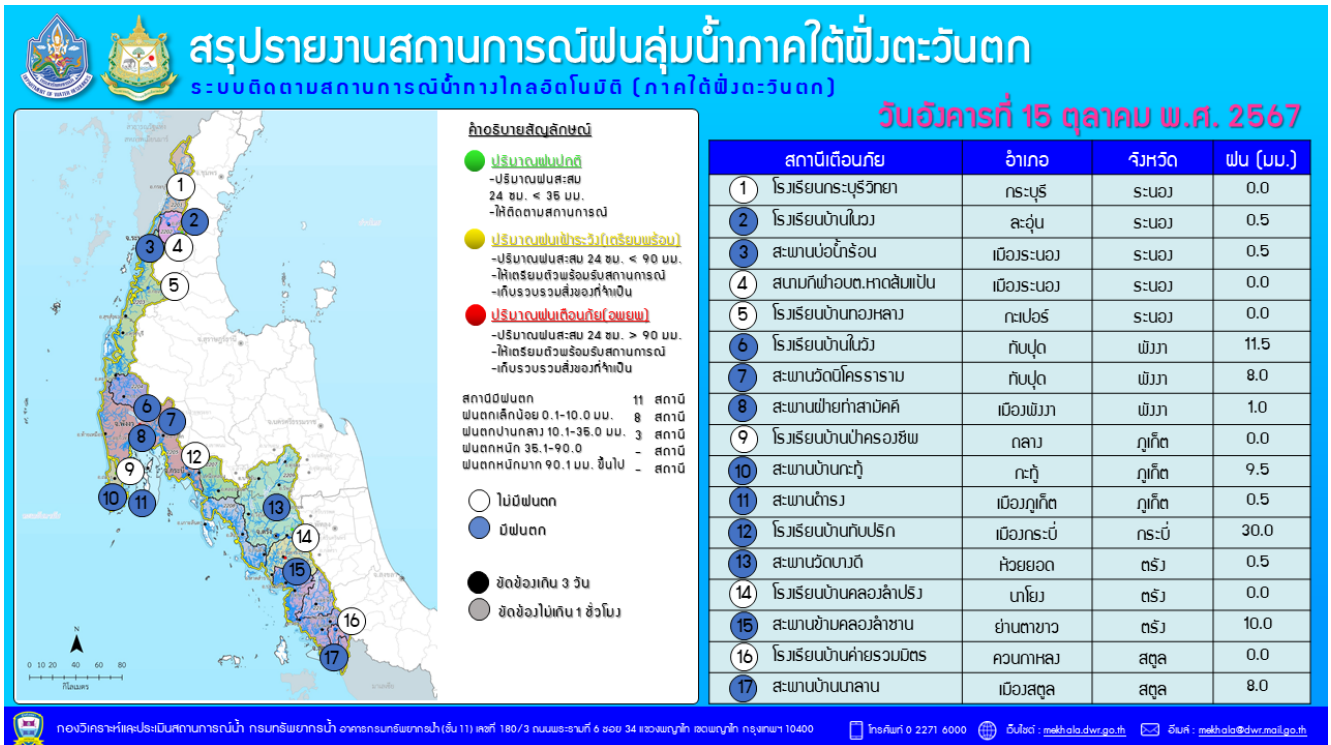 สรุปรายงานสถานการณ์ฝนลุ่มน้ำภาคใต้ฝั่งตะวันตก
ระบบติดตามสถานการณ์น้ำทางไกลอัตโนมัติ (ภาคใต้ฝั่งตะวันตก)
วันอังคารที่ 15 ตุลาคม พ.ศ. 2567
คำอธิบายสัญลักษณ์
ปริมาณฝนปกติ
-ปริมาณฝนสะสม
24 ชม. < 35 มม.
-ให้ติดตามสถานการณ์
ปริมาณฝนเฝ้าระวัง(เตรียมพร้อม)
-ปริมาณฝนสะสม 24 ชม. < 90 มม.
-ให้เตรียมตัวพร้อมรับสถานการณ์
-เก็บรวบรวมสิ่งของที่จำเป็น
ปริมาณฝนเตือนภัย(อพยพ)
-ปริมาณฝนสะสม 24 ชม. > 90 มม.
-ให้เตรียมตัวพร้อมรับสถานการณ์
-เก็บรวบรวมสิ่งของที่จำเป็น
สถานีมีฝนตก 11 สถานี
ฝนตกเล็กน้อย 0.1-10.0 มม. 8 สถานี
ฝนตกปานกลาง 10.1-35.0 มม. 3 สถานี
ฝนตกหนัก 35.1-90.0 - สถานี
ฝนตกหนักมาก 90.1 มม. ขึ้นไป - สถานี
ไม่มีฝนตก
มีฝนตก
ขัดข้องเกิน 3 วัน
ขัดข้องไม่เกิน 1 ชั่วโมง
1
2
3 4
5
6
7
8
9 12
10 11
13
14
15
16
17
N
0 10 20 40 60 80
กิโลเมตร
สถานีเตือนภัย อำเภอ จังหวัด ฝน (มม.)
1 โรงเรียนกระบุรีวิทยา กระบุรี ระนอง 0.0
2 โรงเรียนบ้านในวง ละอุ่น ระนอง 0.5
3 สะพานบ่อน้ำร้อน เมืองระนอง ระนอง 0.5
4 สนามกีฬาอบต.หาดส้มแป้น เมืองระนอง ระนอง 0.0
5 โรงเรียนบ้านทองหลาง กะเปอร์ ระนอง 0.0
6 โรงเรียนบ้านในวัง ทับปุด พังงา 11.5
7 สะพานวัดนิโครธาราม ทับปุด พังงา 8.0
8 สะพานฝ่ายท่าสามัคคี เมืองพังงา พังงา 1.0
9 โรงเรียนบ้านป่าครองชีพ ถลาง ภูเก็ต 0.0
10 สะพานบ้านกะทู้ กะทู้ ภูเก็ต 9.5
11 สะพานดำรง เมืองภูเก็ต ภูเก็ต 0.5
12 โรงเรียนบ้านทับปริก เมืองกระบี่ กระบี่ 30.0
13 สะพานวัดบางดี ห้วยยอด ตรัง 0.5
14 โรงเรียนบ้านคลองลำปริง นาโยง ตรัง 0.0
15 สะพานข้ามคลองลำชาน ย่านตาขาว ตรัง 10.0
16 โรงเรียนบ้านค่ายรวมมิตร ควนกาหลง สตูล 0.0
17 สะพานบ้านนาลาน เมืองสตูล สตูล 8.0
กองวิเคราะห์และประเมินสถานการณ์น้ำ กรมทรัพยากรน้ำ อาคารกรมทรัพยากรน้ำ (ชั้น 11) เลขที่ 180/3 ถนนพระรามที่ 6 ซอย 34 แขวงพญาไท เขตพญาไท กรุงเทพฯ 10400 โทรศัพท์ 0 2271 6000 เว็บไซต์ : mekhala.dwr.go.th อีเมล์ : mekhala@dwr.mail.go.th